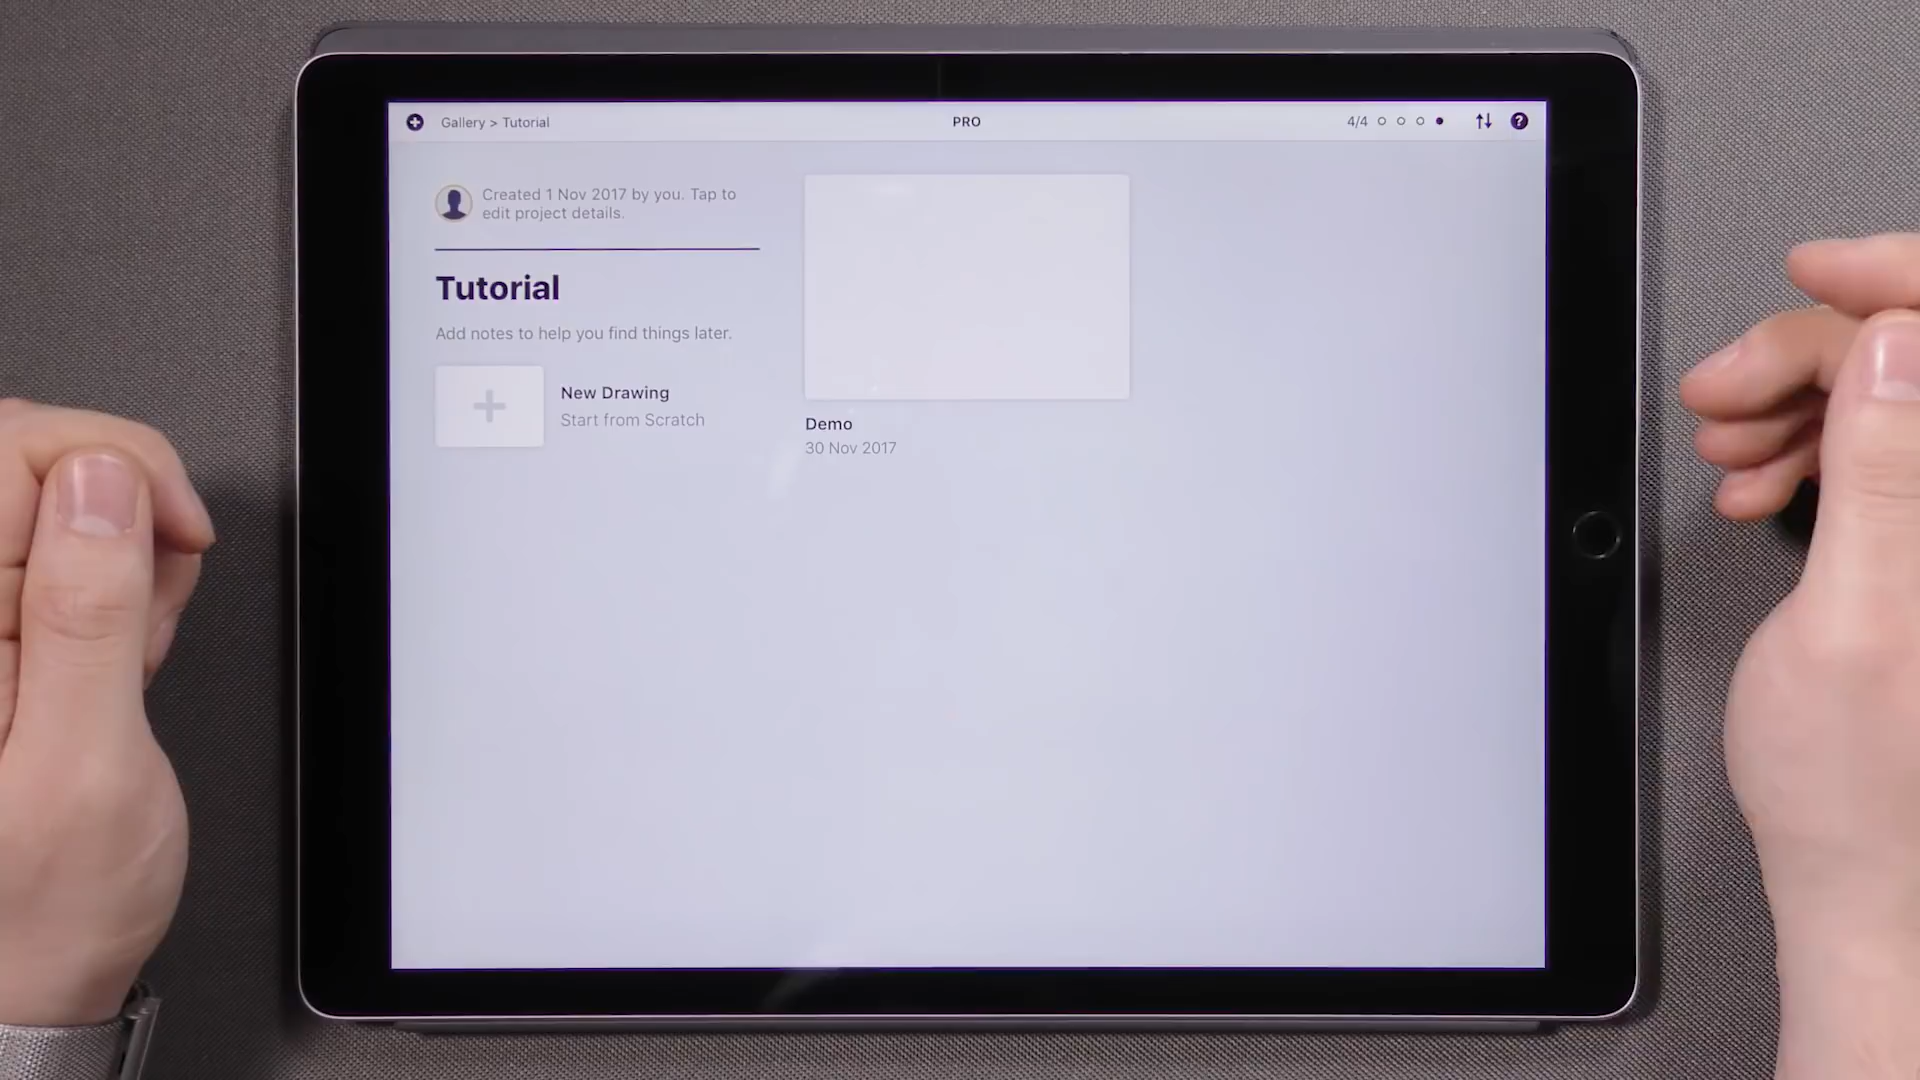 Gallery > Tutorial
PRO
4/4
?
Created 1 Nov 2017 by you. Tap to
edit project details.
Tutorial
Add notes to help you find things later.
New Drawing
Start from Scratch
Demo
30 Nov 2017